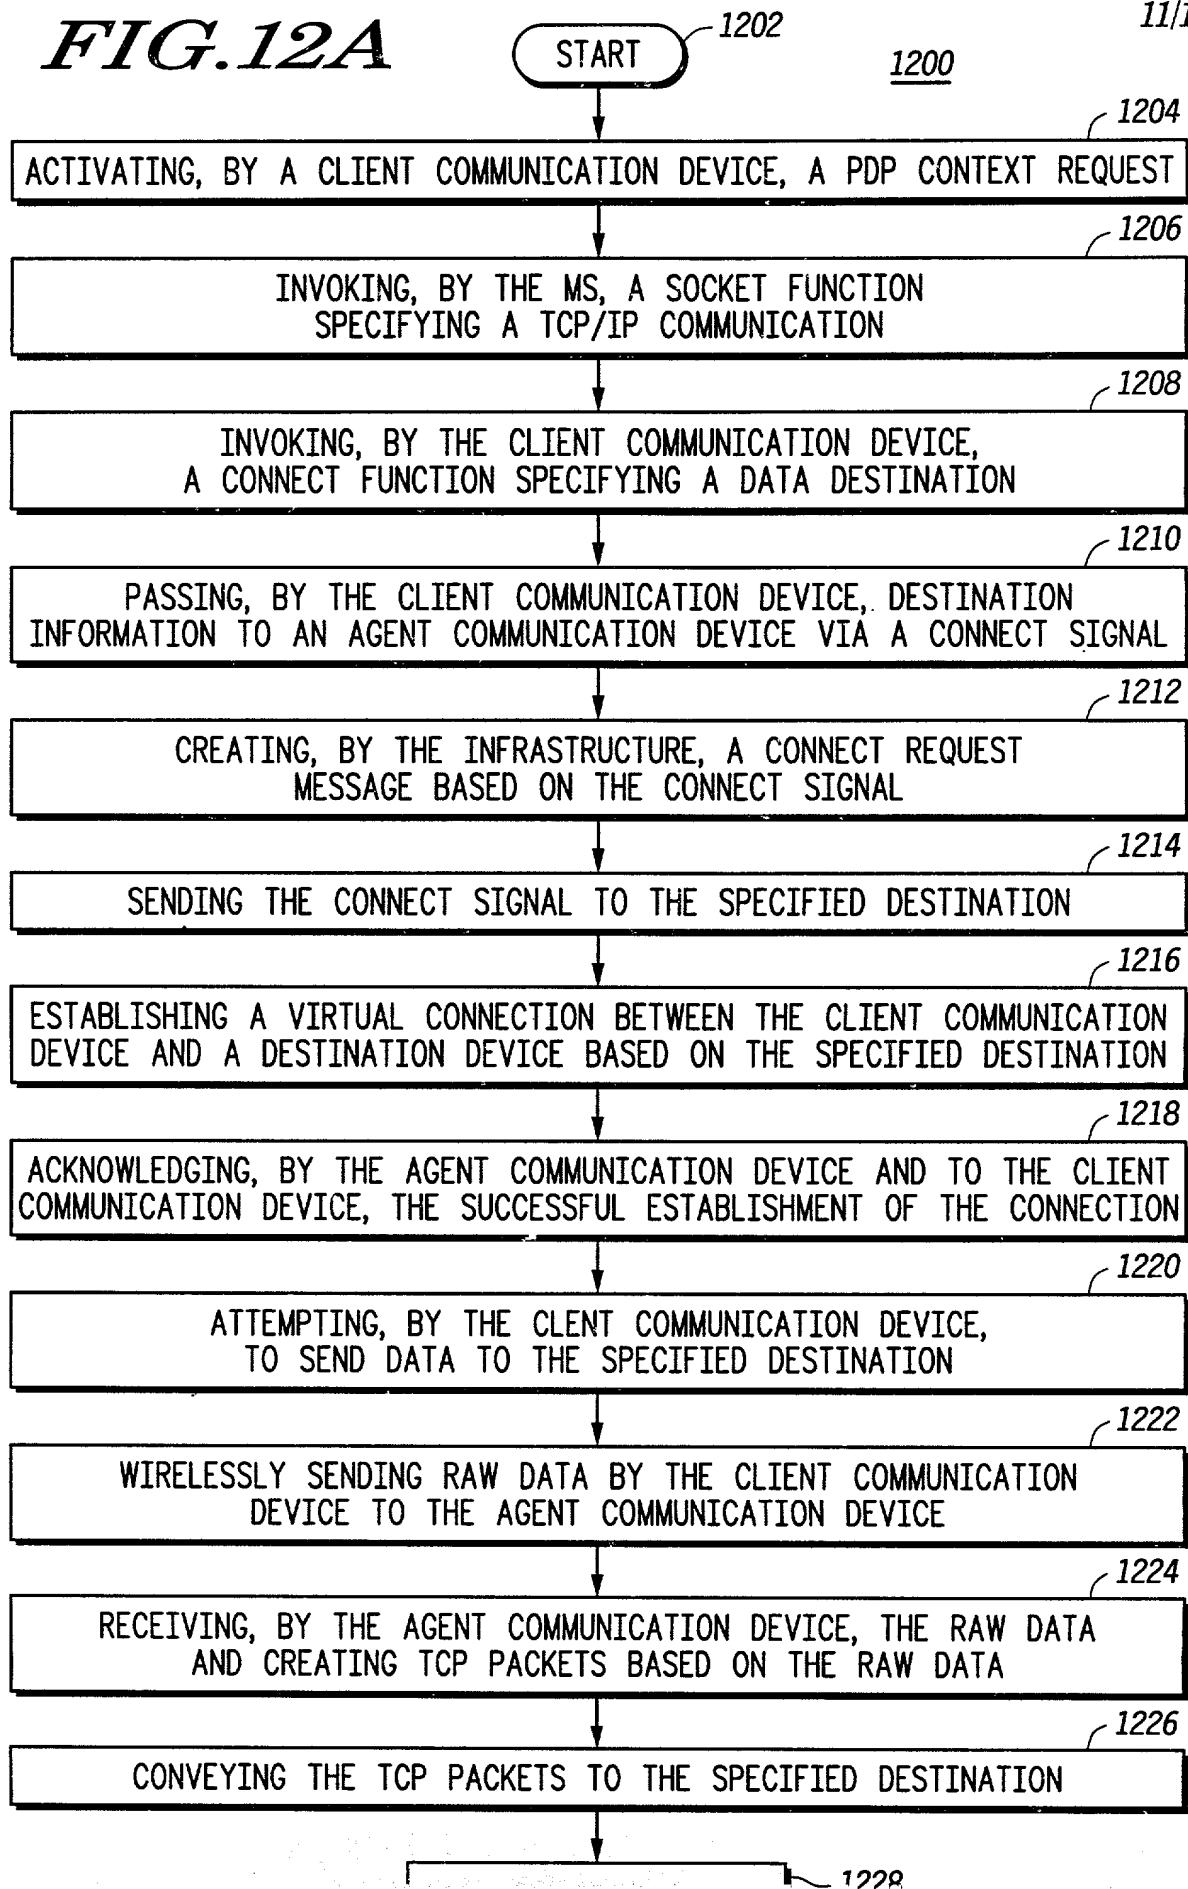 FIG.12A
START
1202
11/1
1200
1204
ACTIVATING, BY A CLIENT COMMUNICATION DEVICE, A PDP CONTEXT REQUEST
1206
INVOKING, BY THE MS, A SOCKET FUNCTION
SPECIFYING A TCP/IP COMMUNICATION
1208
INVOKING, BY THE CLIENT COMMUNICATION DEVICE,
A CONNECT FUNCTION SPECIFYING A DATA DESTINATION
1210
PASSING, BY THE CLIENT COMMUNICATION DEVICE, DESTINATION
INFORMATION TO AN AGENT COMMUNICATION DEVICE VIA A CONNECT SIGNAL
1212
CREATING, BY THE INFRASTRUCTURE, A CONNECT REQUEST
MESSAGE BASED ON THE CONNECT SIGNAL
1214
SENDING THE CONNECT SIGNAL TO THE SPECIFIED DESTINATION
1216
ESTABLISHING A VIRTUAL CONNECTION BETWEEN THE CLIENT COMMUNICATION
DEVICE AND A DESTINATION DEVICE BASED ON THE SPECIFIED DESTINATION
1218
ACKNOWLEDGING, BY THE AGENT COMMUNICATION DEVICE AND TO THE CLIENT
COMMUNICATION DEVICE, THE SUCCESSFUL ESTABLISHMENT OF THE CONNECTION
1220
ATTEMPTING, BY THE CLENT COMMUNICATION DEVICE,
TO SEND DATA TO THE SPECIFIED DESTINATION
1222
WIRELESSLY SENDING RAW DATA BY THE CLIENT COMMUNICATION
DEVICE TO THE AGENT COMMUNICATION DEVICE
1224
RECEIVING, BY THE AGENT COMMUNICATION DEVICE, THE RAW DATA
AND CREATING TCP PACKETS BASED ON THE RAW DATA
1226
CONVEYING THE TCP PACKETS TO THE SPECIFIED DESTINATION
1228